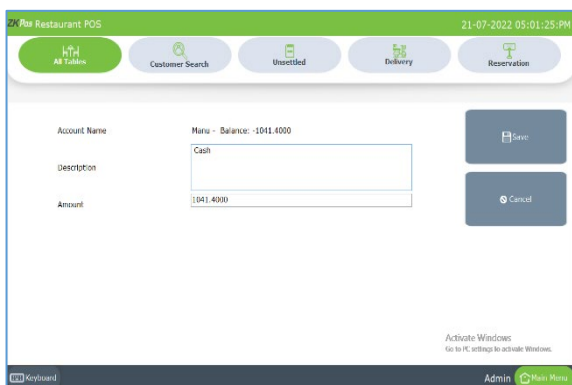 ZKPos Restaurant POS 21-07-2022 05:01:25:PM
All Tables Customer Search Unsettled Delivery Reservation
Account Name Manu - Balance: -1041.4000
Save
Cash
Description
Amount 1041.4000
Cancel
Activate Windows
Go to PC settings to activate Windows.
Keyboard Admin Main Menu